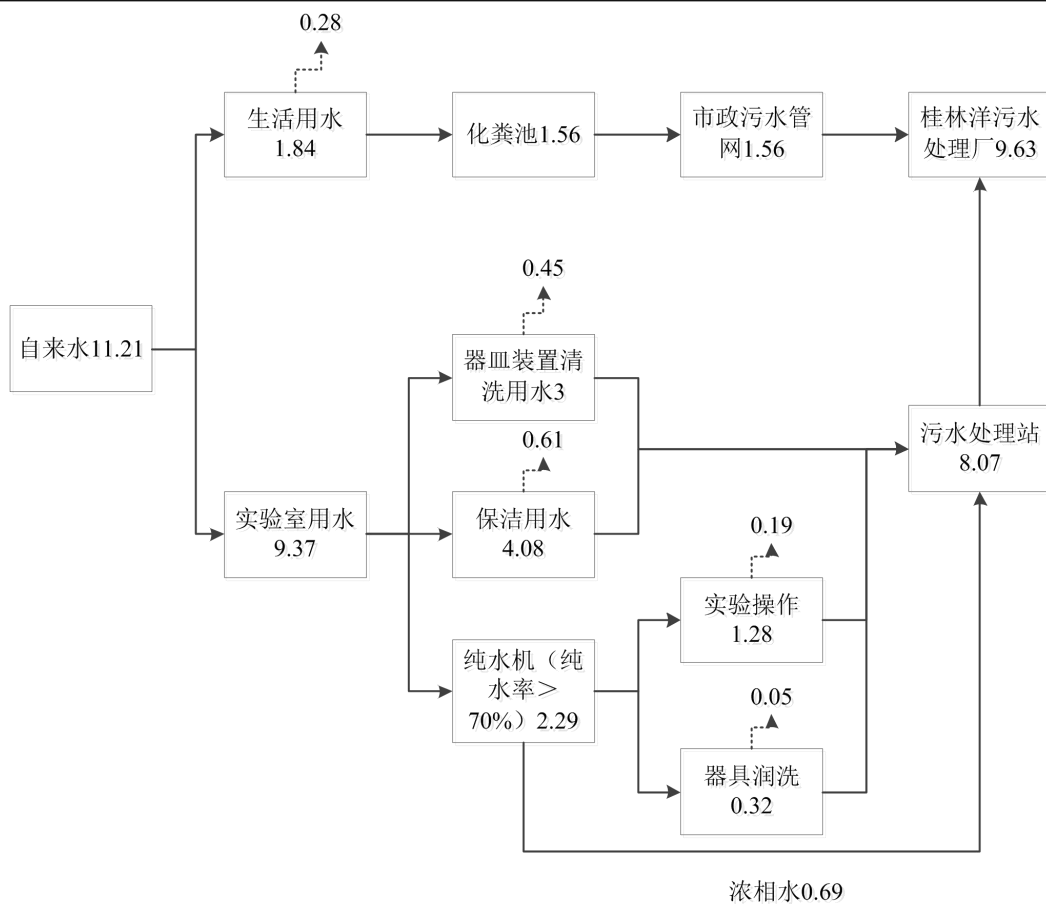 0.28
生活用水
1.84
化粪池1.56
市政污水管
网1.56
桂林洋污水
处理厂9.63
0.45
自来水11.21
器皿装置清
洗用水3
0.61
污水处理站
8.07
实验室用水
9.37
保洁用水
4.08
0.19
实验操作
1.28
纯水机（纯
水率＞
70%）2.29
0.05
器具润洗
0.32
浓相水0.69